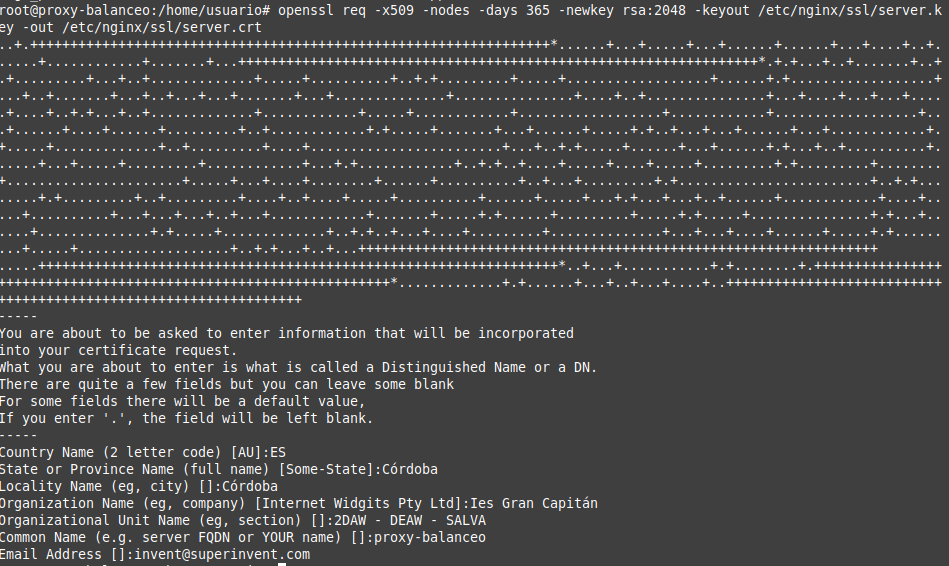 root@proxy-balanceo:/home/usuario# openssl req -x509 -nodes -days 365 -newkey rsa:2048 -keyout /etc/nginx/ssl/server.k
ey -out /etc/nginx/ssl/server.crt
-----
You are about to be asked to enter information that will be incorporated
into your certificate request.
What you are about to enter is what is called a Distinguished Name or a DN.
There are quite a few fields but you can leave some blank
For some fields there will be a default value,
If you enter '.', the field will be left blank.
-----
Country Name (2 letter code) [AU]:ES
State or Province Name (full name) [Some-State]:Córdoba
Locality Name (eg, city) []:Córdoba
Organization Name (eg, company) [Internet Widgits Pty Ltd]:Ies Gran Capitán
Organizational Unit Name (eg, section) []:2DAW - DEAW - SALVA
Common Name (e.g. server FQDN or YOUR name) []:proxy-balanceo
Email Address []:invent@superinvent.com